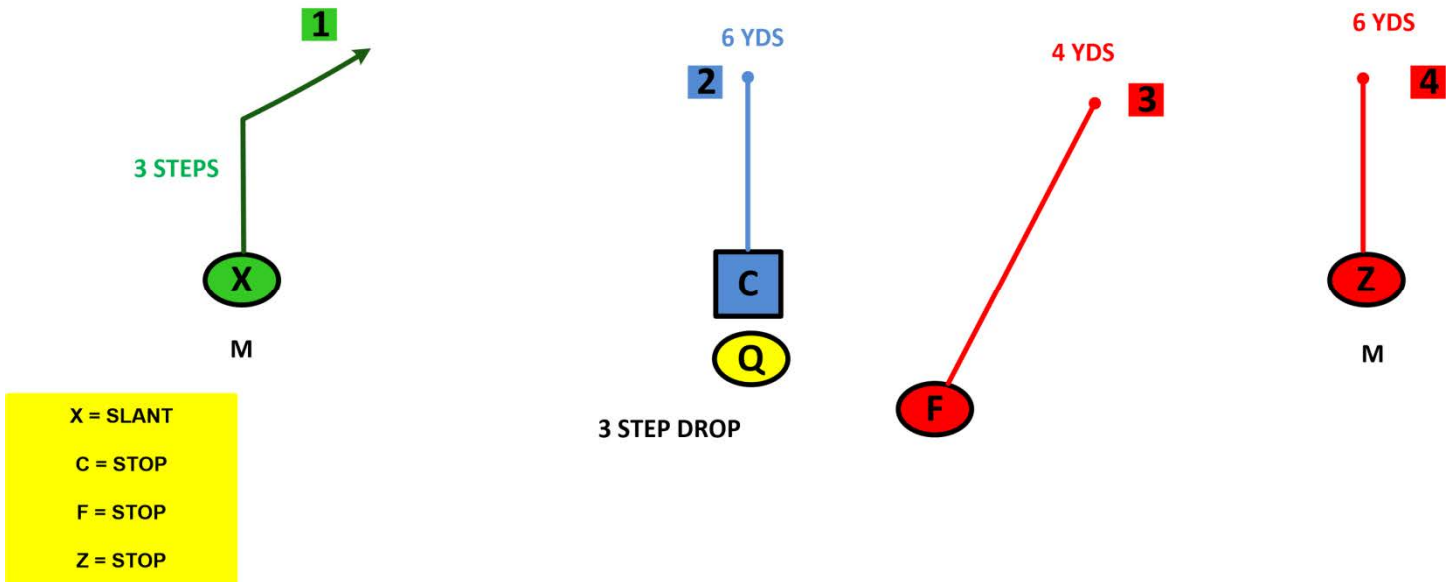 1
6 YDS
6 YDS
4 YDS
2
3
4
3 STEPS
X
C
Z
M
Q
M
F
3 STEP DROP
X = SLANT
C = STOP
F = STOP
Z = STOP